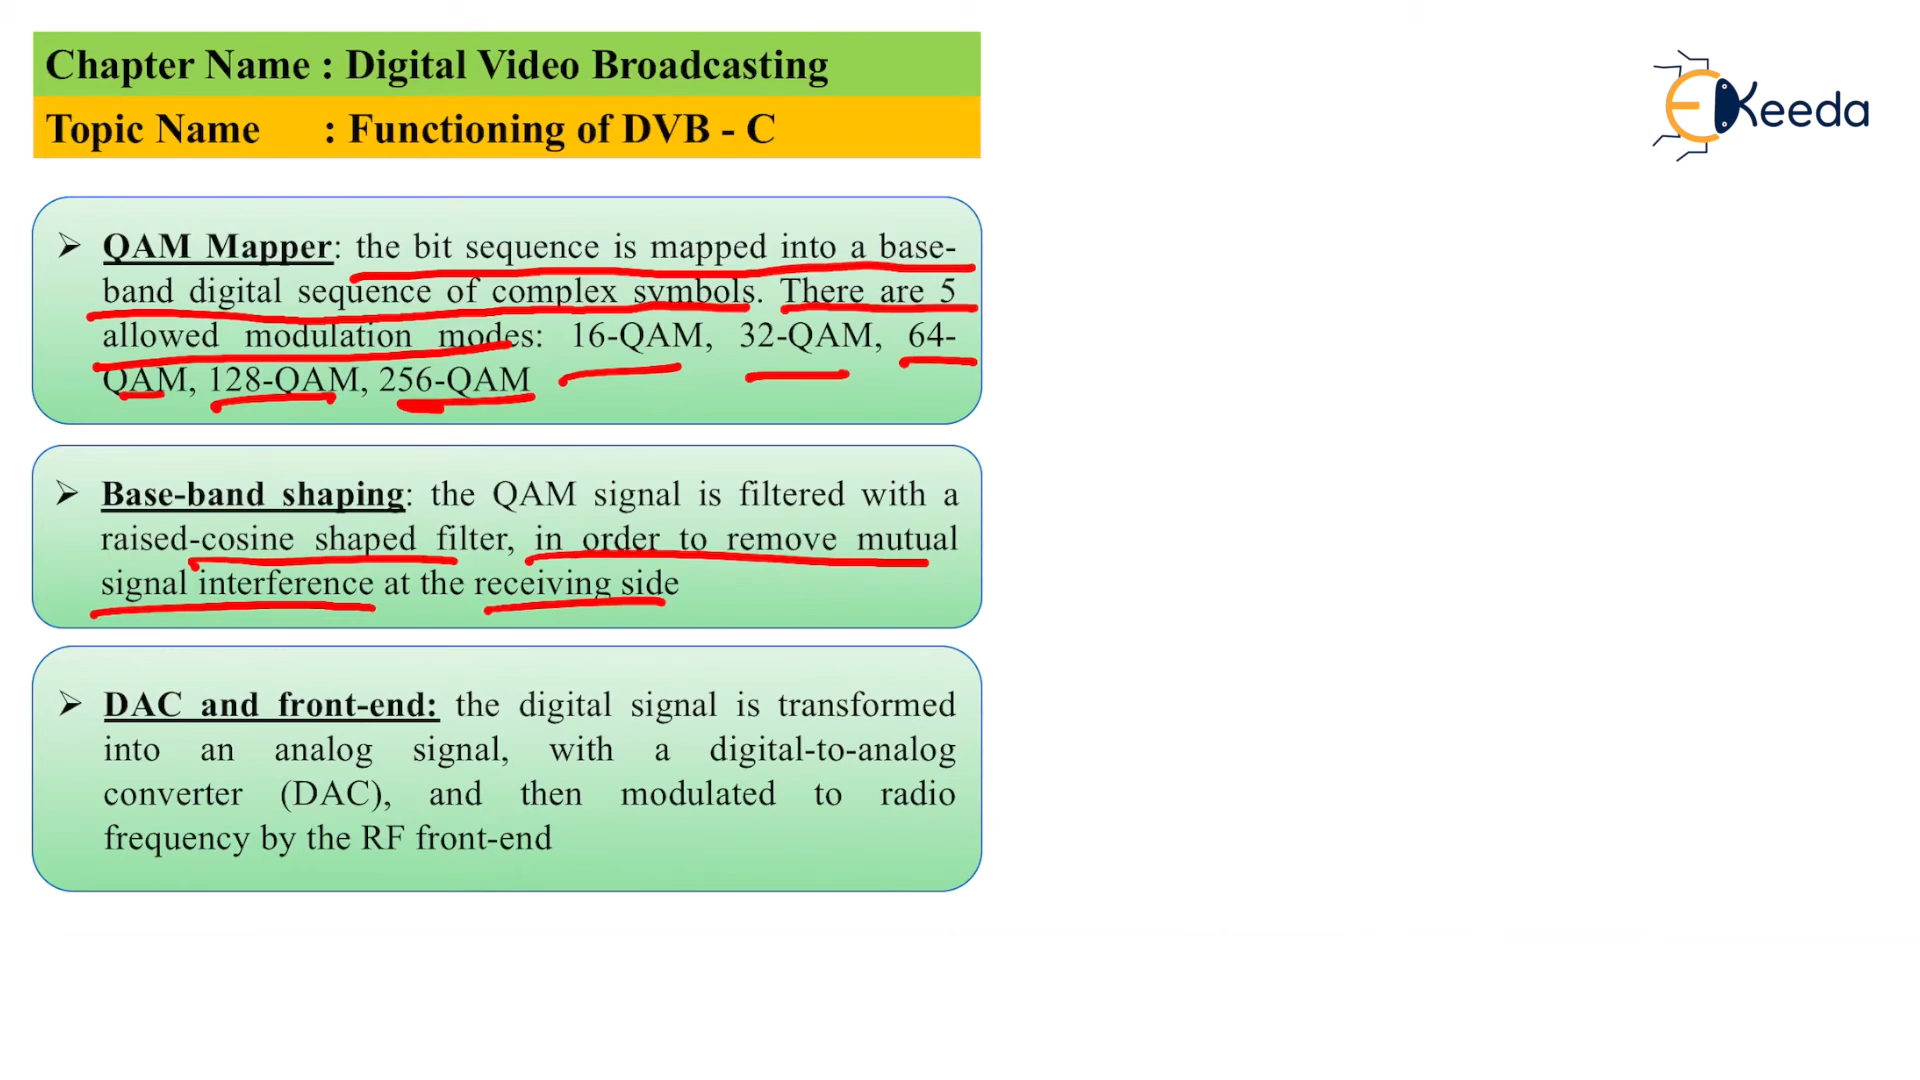 Chapter Name : Digital Video Broadcasting
Topic Name : Functioning of DVB - C
EKeeda
QAM Mapper: the bit sequence is mapped into a base-
band digital sequence of complex symbols. There are 5
allowed modulation modes: 16-QAM, 32-QAM, 64-
QAM, 128-QAM, 256-QAM
Base-band shaping: the QAM signal is filtered with a
raised-cosine shaped filter, in order to remove mutual
signal interference at the receiving side
DAC and front-end: the digital signal is transformed
into an analog signal, with a digital-to-analog
converter (DAC), and then modulated to radio
frequency by the RF front-end